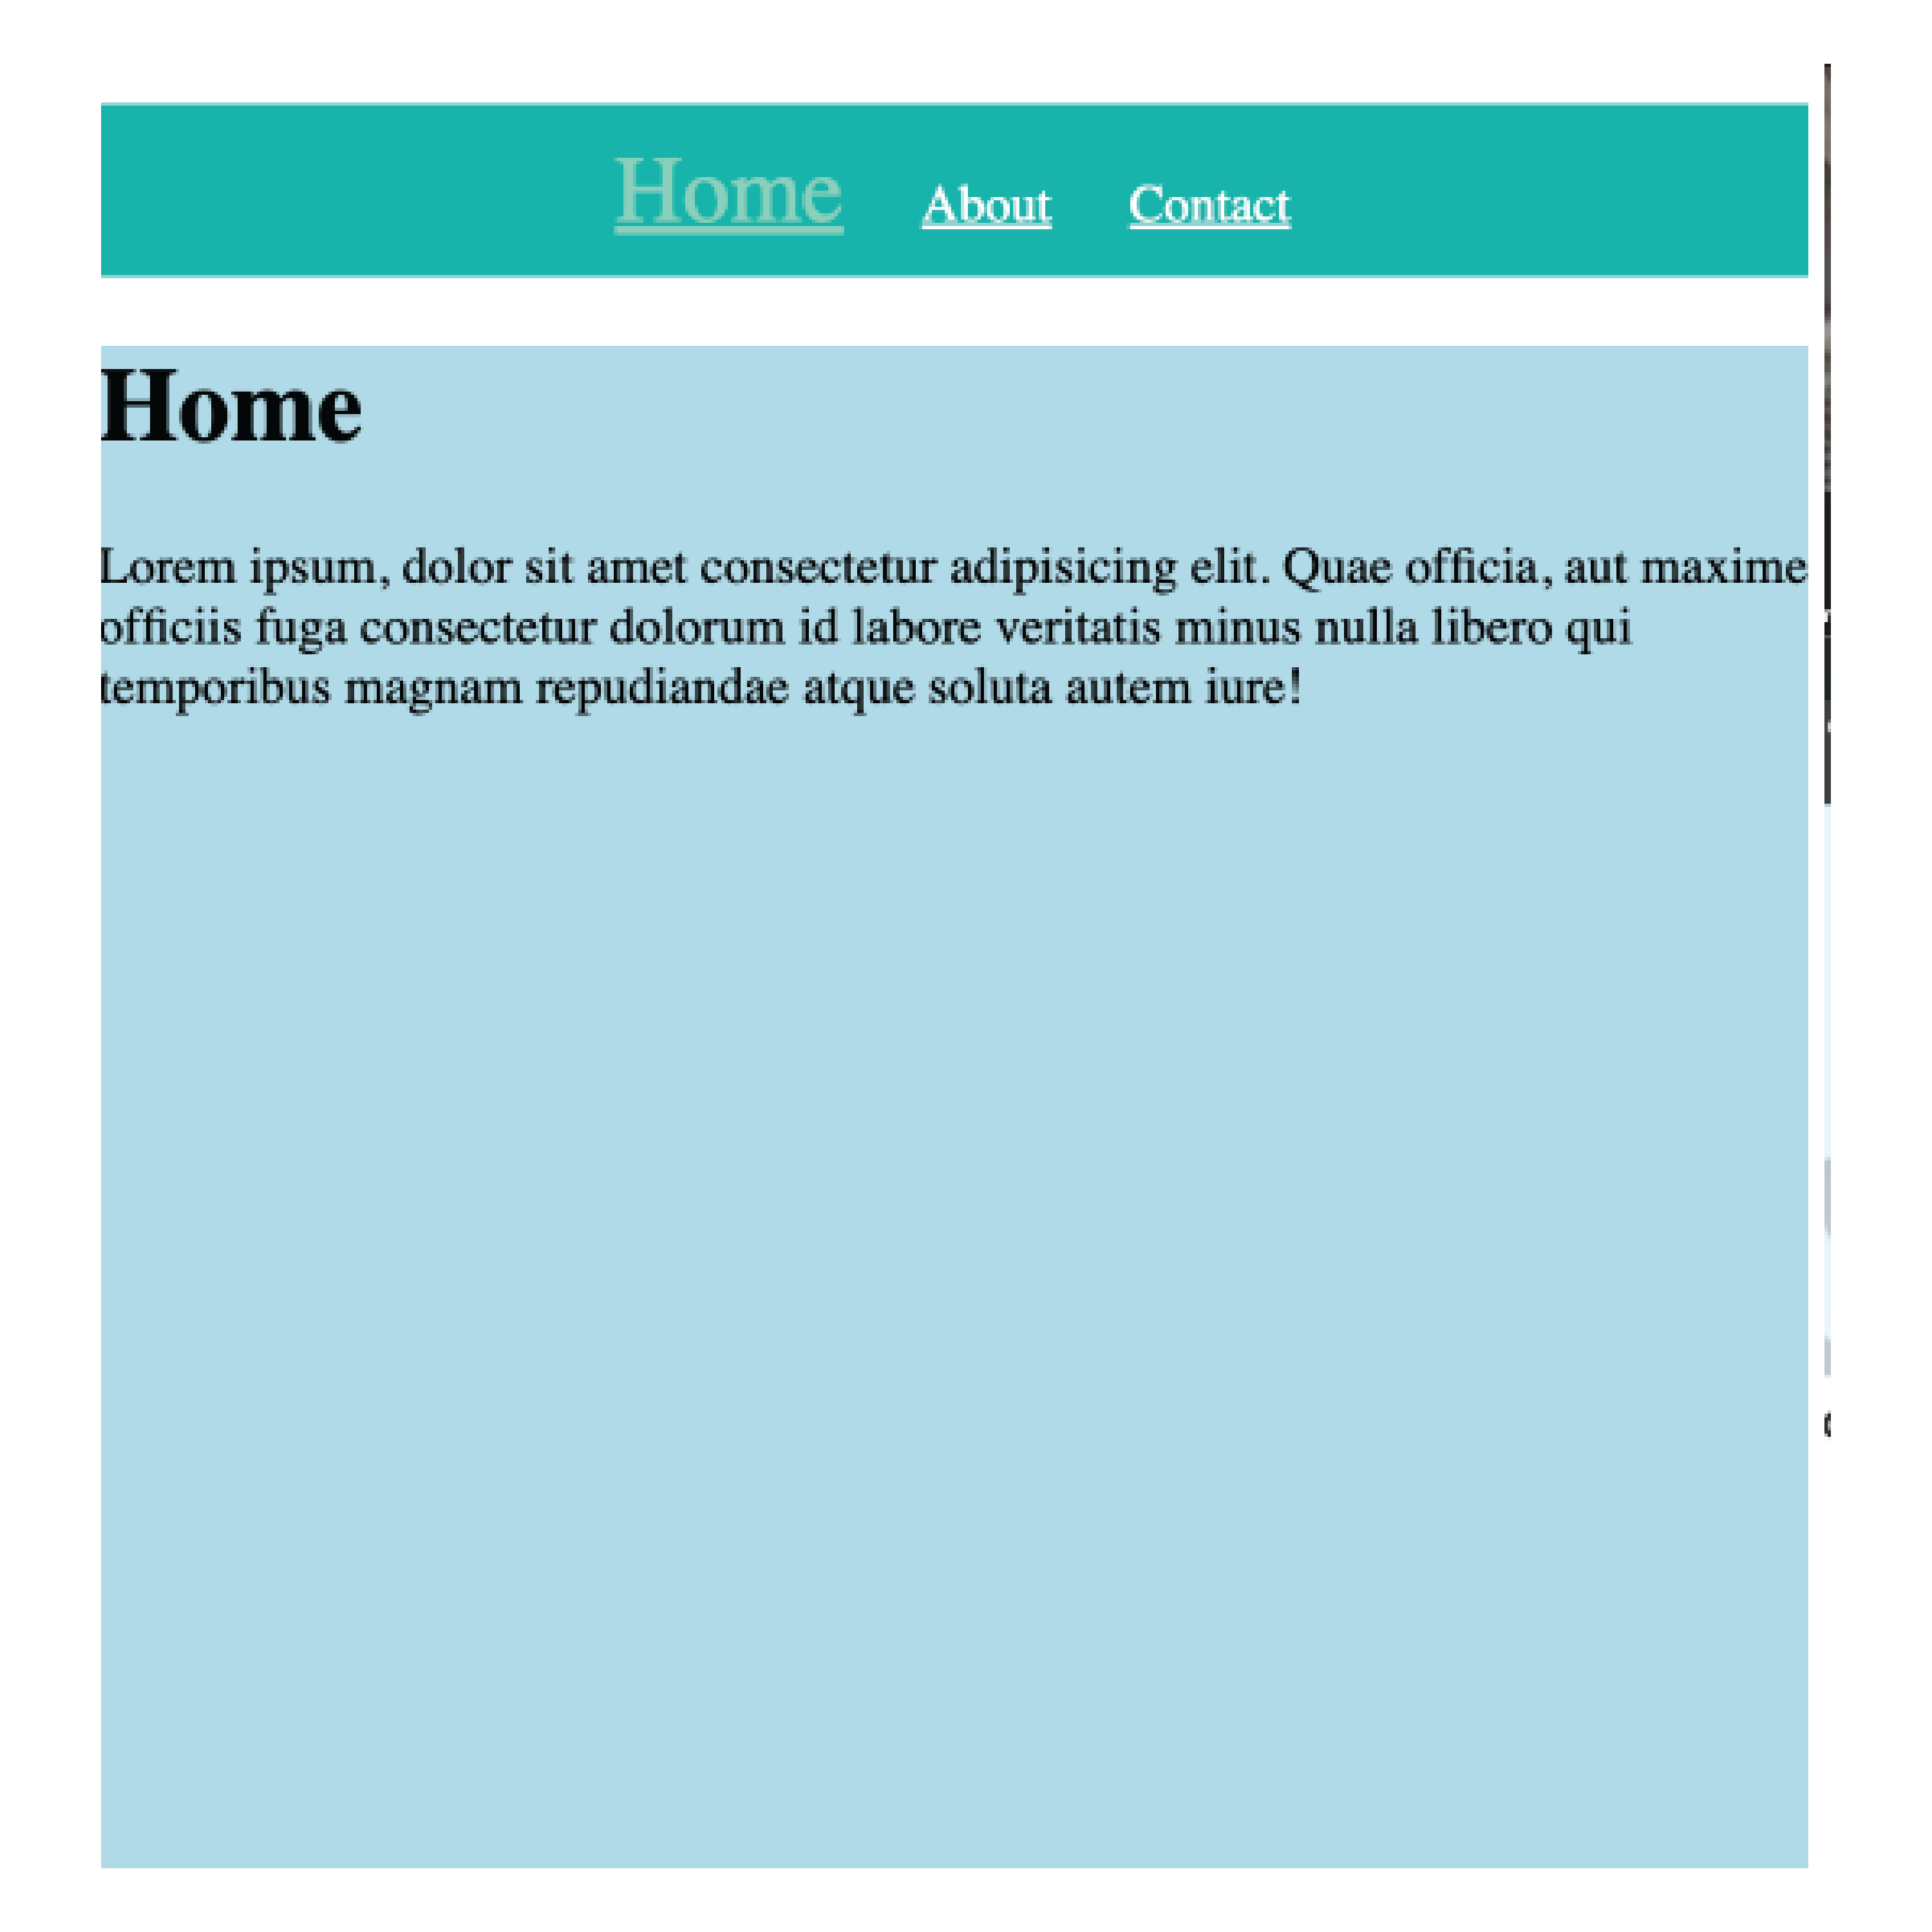 Home About Contact
Home
Lorem ipsum, dolor sit amet consectetur adipisicing elit. Quae officia, aut maxime
officiis fuga consectetur dolorum id labore veritatis minus nulla libero qui
temporibus magnam repudiandae atque soluta autem iure!